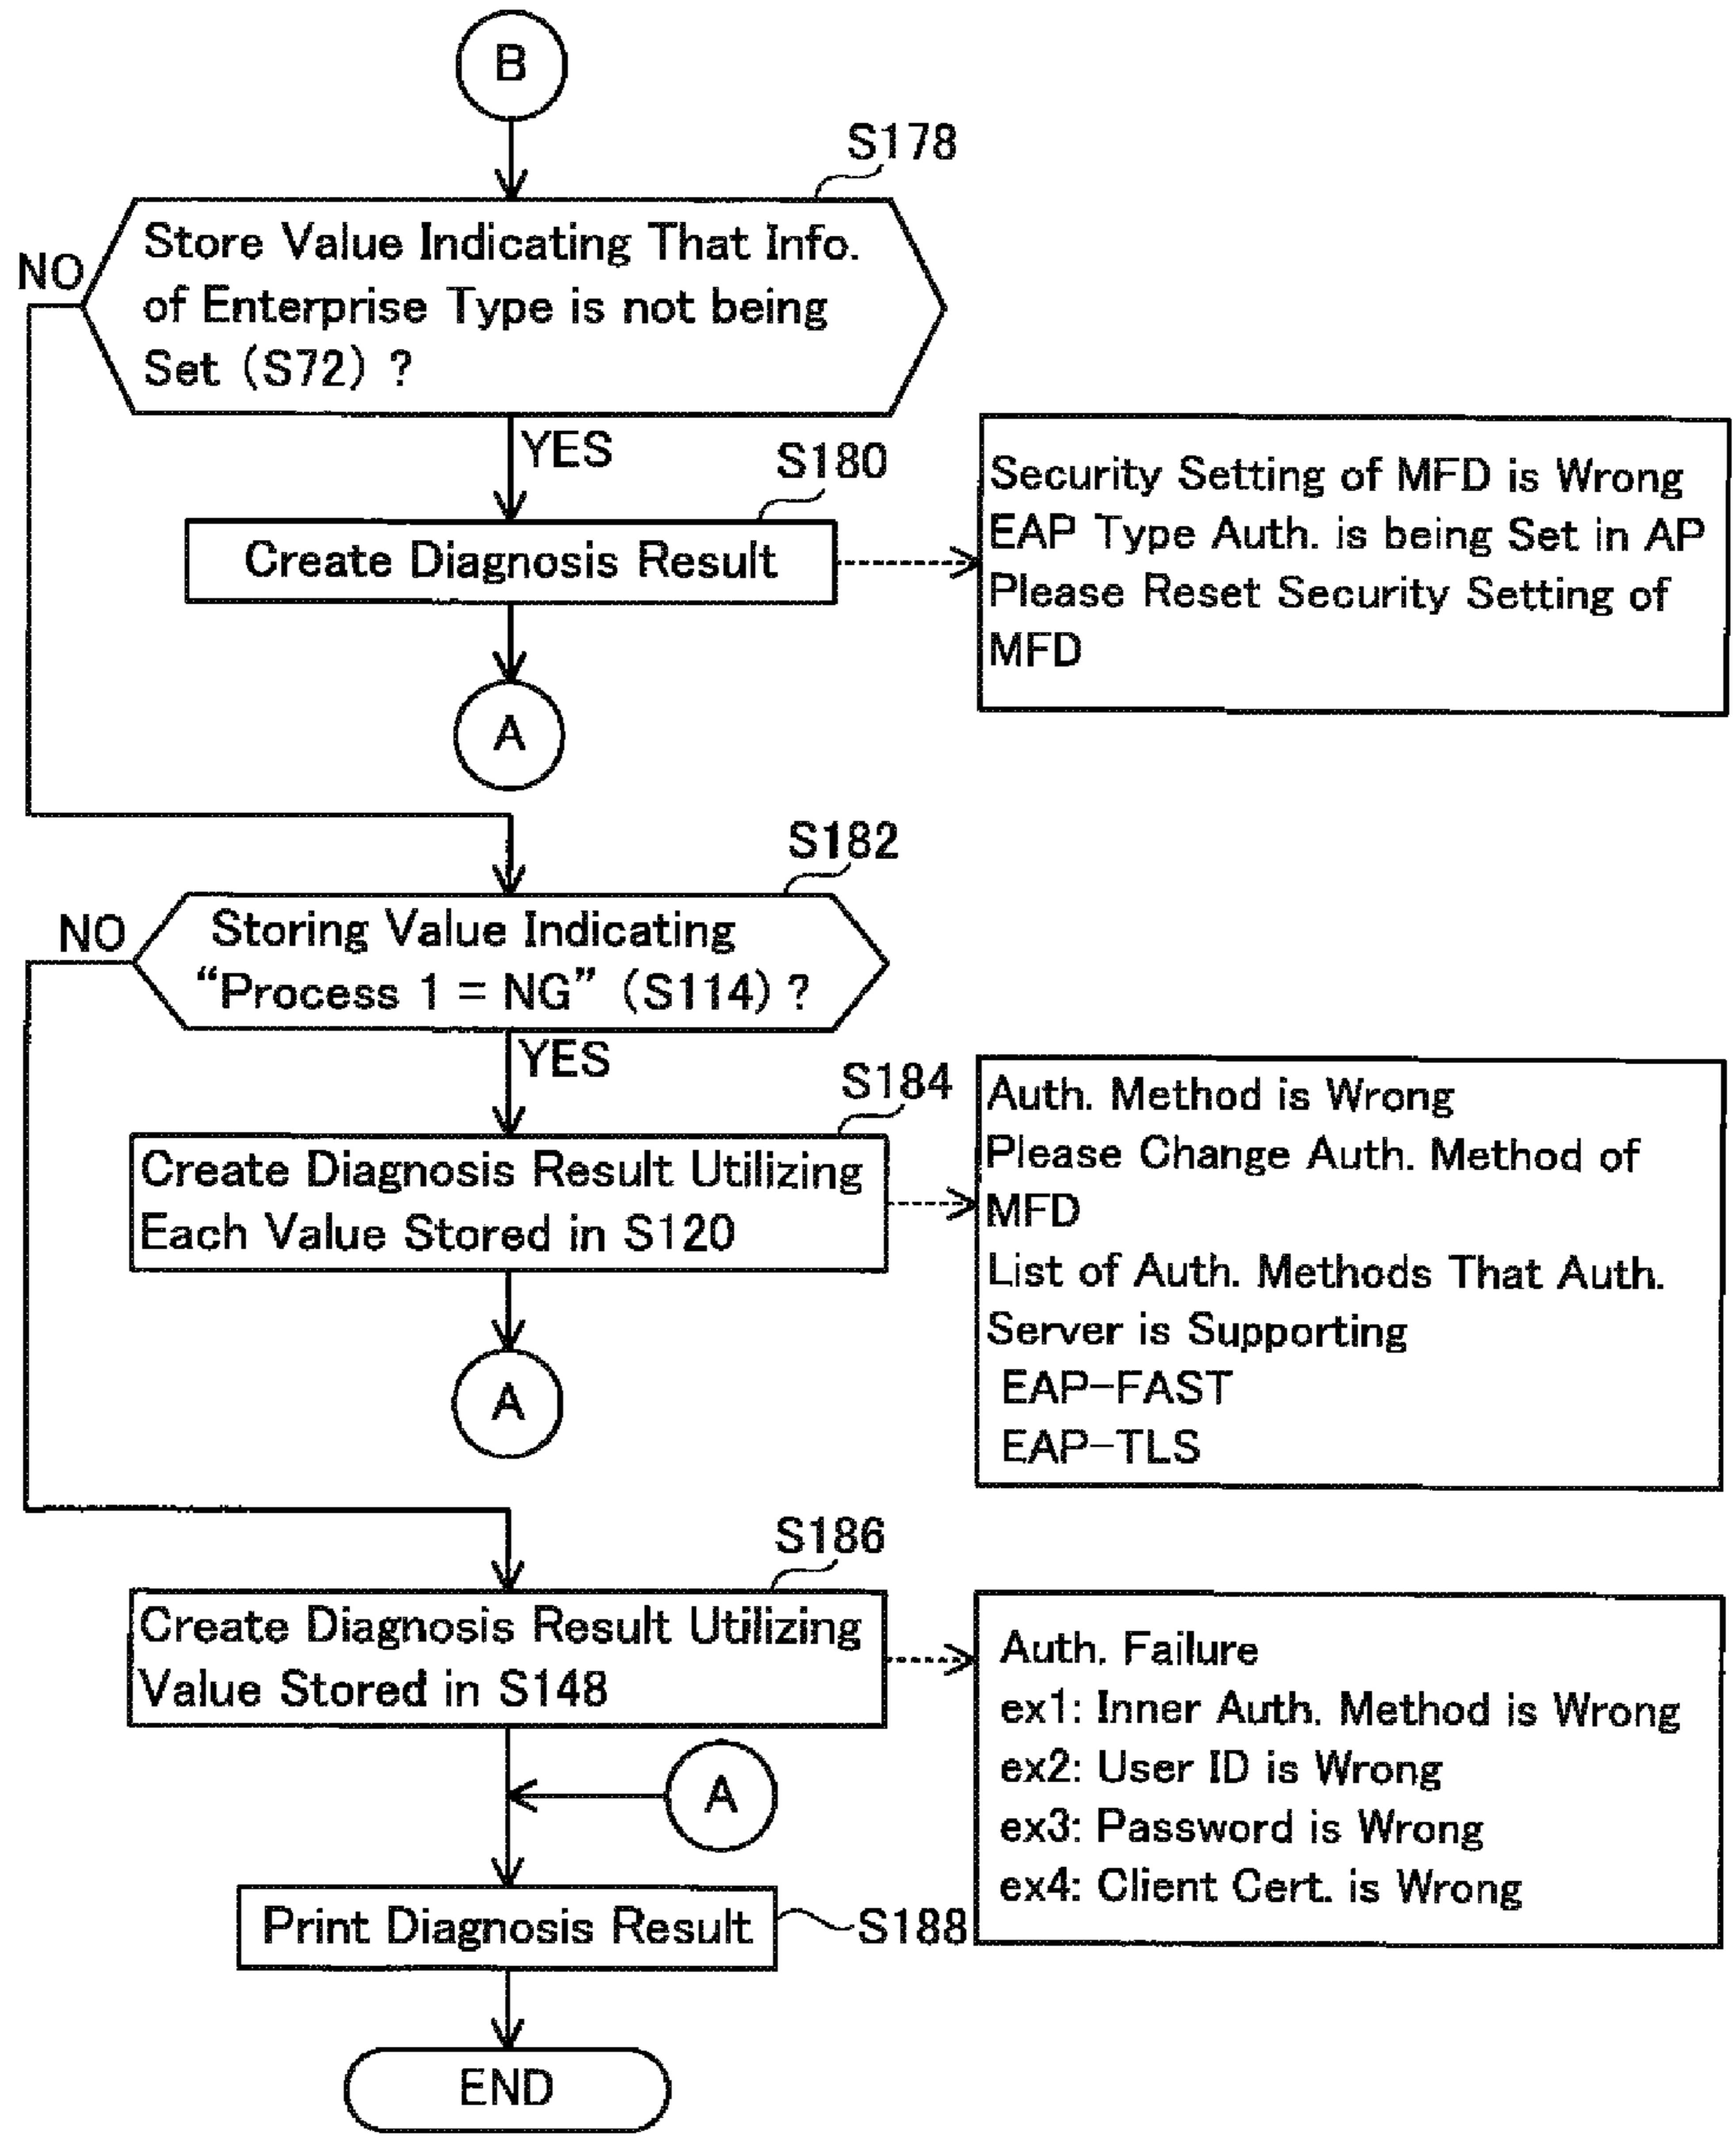 B
S178
Store Value Indicating That Info.
of Enterprise Type is not being
Set (S72) ?
NO
YES
S180
Create Diagnosis Result
Security Setting of MFD is Wrong
EAP Type Auth. is being Set in AP
Please Reset Security Setting of
MFD
A
S182
NO
Storing Value Indicating
“Process 1 = NG” (S114) ?
YES
S184
Create Diagnosis Result Utilizing
Each Value Stored in S120
Auth. Method is Wrong
Please Change Auth. Method of
MFD
List of Auth. Methods That Auth.
Server is Supporting
EAP-FAST
EAP-TLS
A
S186
Create Diagnosis Result Utilizing
Value Stored in S148
Auth. Failure
ex1: Inner Auth. Method is Wrong
ex2: User ID is Wrong
ex3: Password is Wrong
ex4: Client Cert. is Wrong
A
Print Diagnosis Result
S188
END